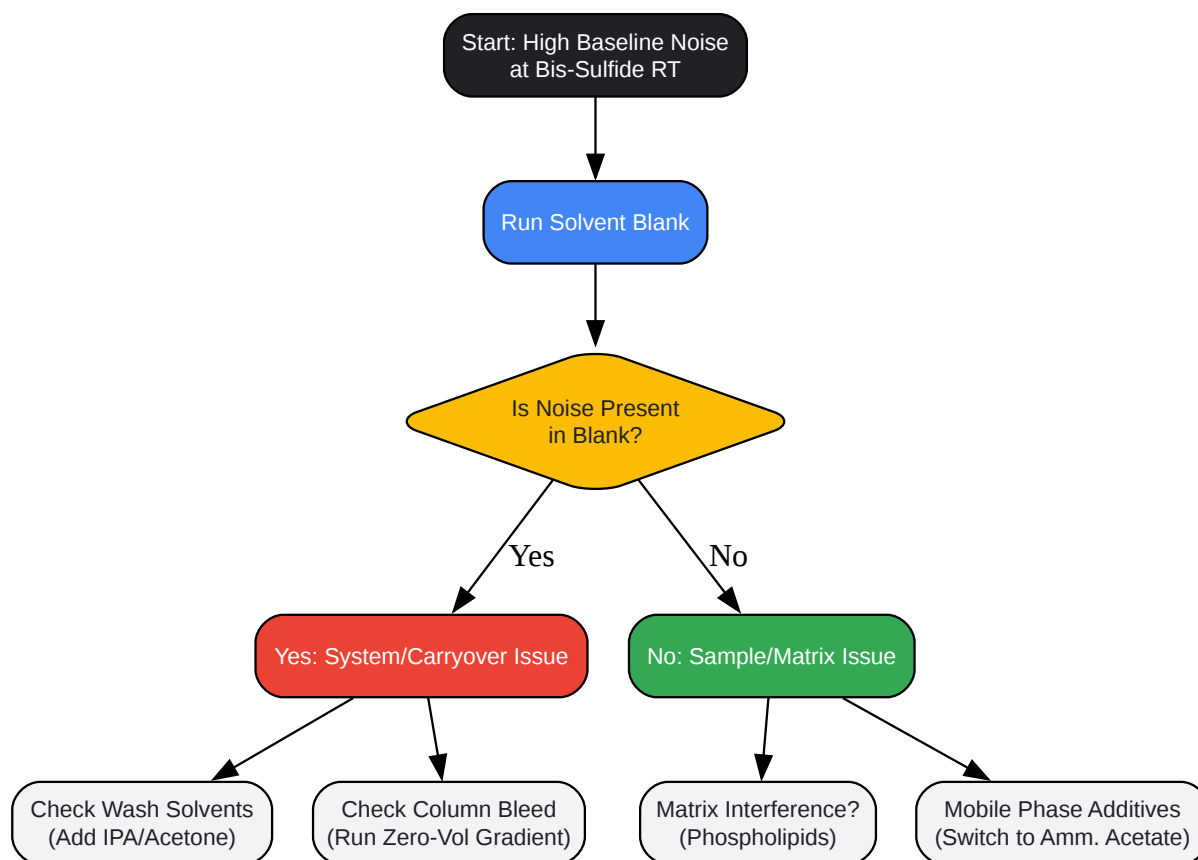 Start: High Baseline Noise
at Bis-Sulfide RT
Run Solvent Blank
Is Noise Present
in Blank?
Yes
No
Yes: System/Carryover Issue
No: Sample/Matrix Issue
Check Wash Solvents
(Add IPA/Acetone)
Check Column Bleed
(Run Zero-Vol Gradient)
Matrix Interference?
(Phospholipids)
Mobile Phase Additives
(Switch to Amm. Acetate)